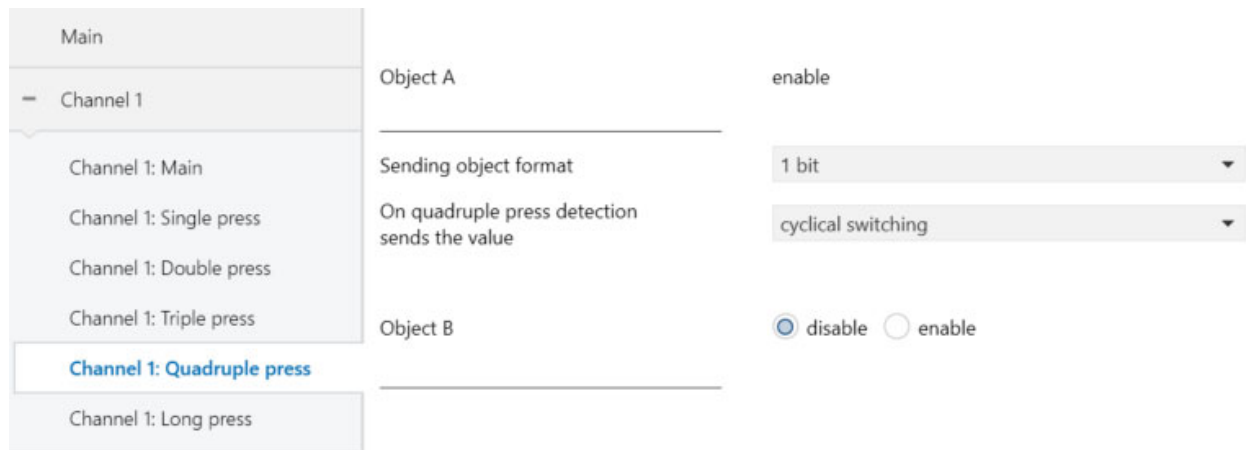 Main
− Channel 1
Channel 1: Main
Channel 1: Single press
Channel 1: Double press
Channel 1: Triple press
Channel 1: Quadruple press
Channel 1: Long press
Object A enable
Sending object format 1 bit
On quadruple press detection
sends the value cyclical switching
Object B disable enable